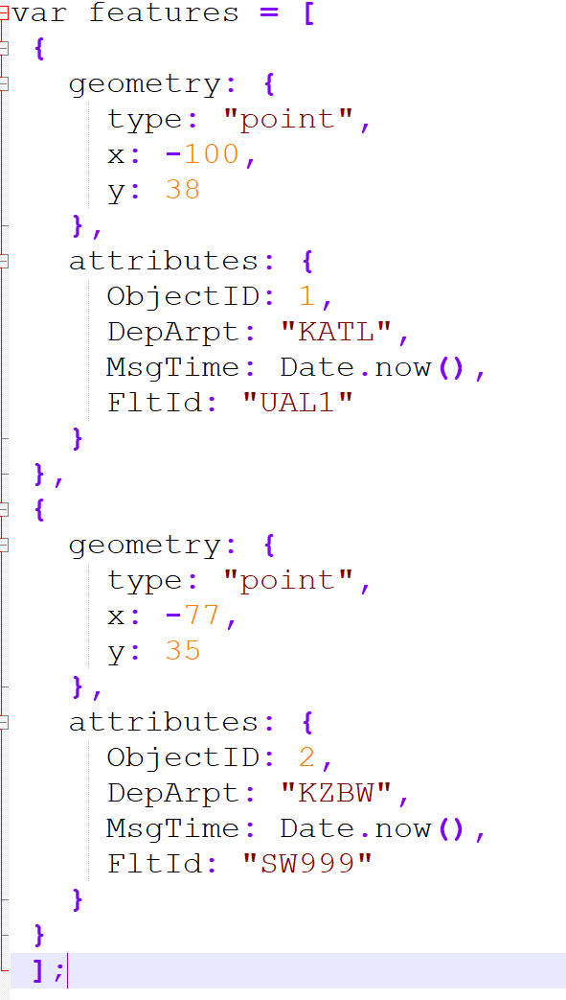 var features = [
{
geometry: {
type: "point",
x: -100,
y: 38
},
attributes: {
ObjectID: 1,
DepArpt: "KATL",
MsgTime: Date.now(),
FltId: "UAL1"
}
},
{
geometry: {
type: "point",
x: -77,
y: 35
},
attributes: {
ObjectID: 2,
DepArpt: "KZBW",
MsgTime: Date.now(),
FltId: "SW999"
}
}
];